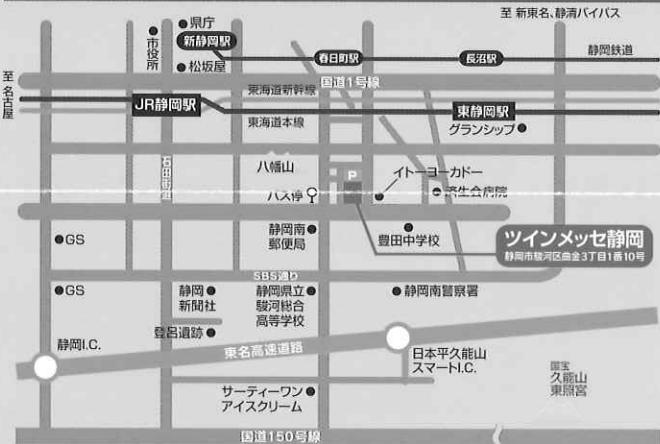 至 新東名、静清バイパス
県庁
新静岡駅
市役所
松坂屋
春日町駅
長沼駅
静岡鉄道
至 名古屋
国道1号線
東海道新幹線
JR静岡駅
東静岡駅
東海道本線
グランシップ
石田街道
八幡山
P
イトーヨーカドー
バス停
済生会病院
GS
静岡南
郵便局
豊田中学校
ツインメッセ静岡
静岡市駿河区曲金3丁目1番10号
SBS通り
GS
静岡
新聞社
静岡県立
駿河総合
高等学校
静岡南警察署
登呂遺跡
静岡I.C.
東名高速道路
日本平久能山
スマートI.C.
国宝
久能山
東照宮
サーティーワン
アイスクリーム
国道150号線